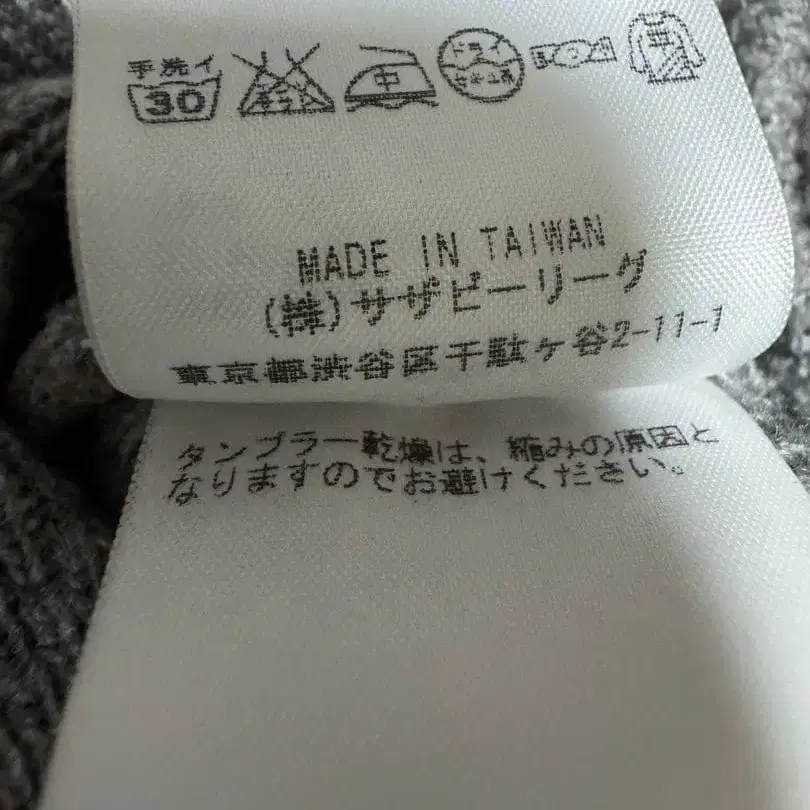 手洗イ
30 中 ドライ
MADE IN TAIWAN
(株)サザビーリーグ
東京都渋谷区千駄ヶ谷2-11-1
タンブラー乾燥は、縮みの原因と
なりますのでお避けください。